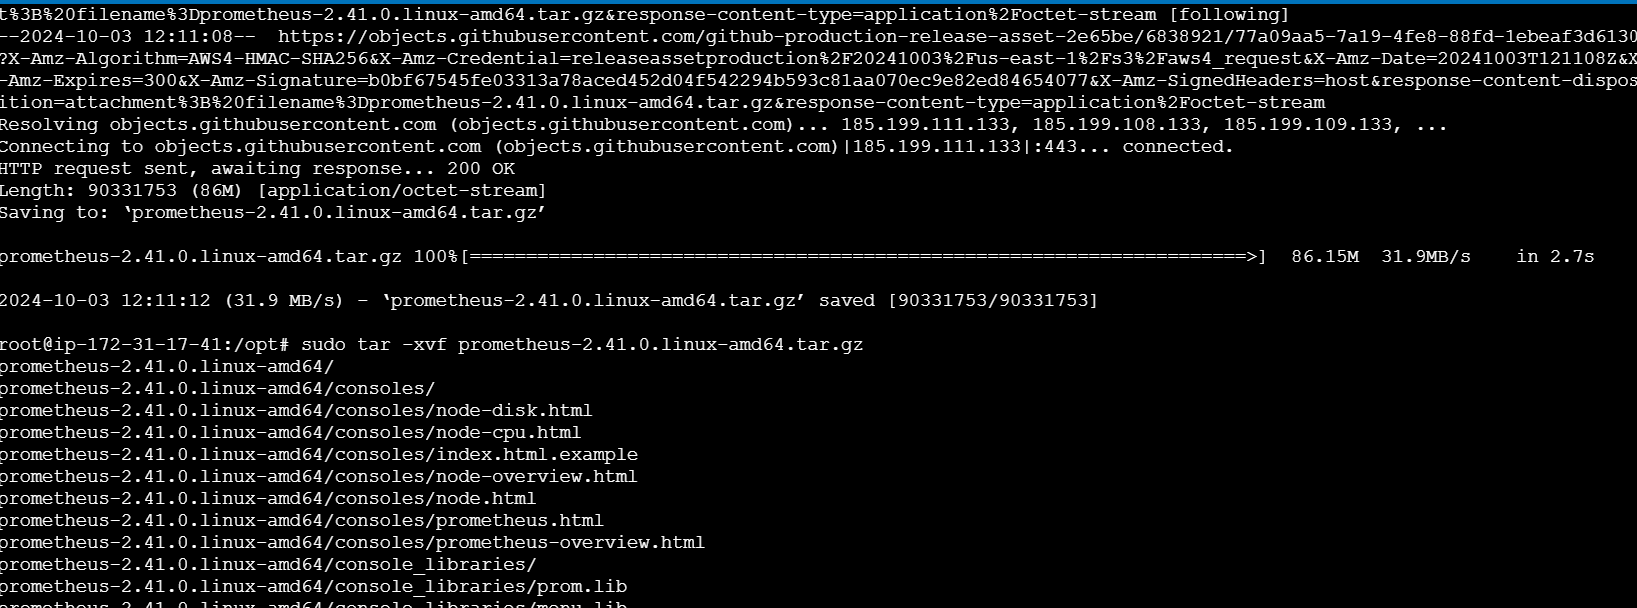 t%3B%20filename%3Dprometheus-2.41.0.linux-amd64.tar.gz&response-content-type=application%2Foctet-stream [following]
--2024-10-03 12:11:08--  https://objects.githubusercontent.com/github-production-release-asset-2e65be/6838921/77a09aa5-7a19-4fe8-88fd-1ebeaf3d6130
?X-Amz-Algorithm=AWS4-HMAC-SHA256&X-Amz-Credential=releaseassetproduction%2F20241003%2Fus-east-1%2Fs3%2Faws4_request&X-Amz-Date=20241003T121108Z&X
-Amz-Expires=300&X-Amz-Signature=b0bf67545fe03313a78aced452d04f542294b593c81aa070ec9e82ed84654077&X-Amz-SignedHeaders=host&response-content-dispos
ition=attachment%3B%20filename%3Dprometheus-2.41.0.linux-amd64.tar.gz&response-content-type=application%2Foctet-stream
Resolving objects.githubusercontent.com (objects.githubusercontent.com)... 185.199.111.133, 185.199.108.133, 185.199.109.133, ...
Connecting to objects.githubusercontent.com (objects.githubusercontent.com)|185.199.111.133|:443... connected.
HTTP request sent, awaiting response... 200 OK
Length: 90331753 (86M) [application/octet-stream]
Saving to: ‘prometheus-2.41.0.linux-amd64.tar.gz’
prometheus-2.41.0.linux-amd64.tar.gz 100%[=====================================================================>]  86.15M  31.9MB/s    in 2.7s
2024-10-03 12:11:12 (31.9 MB/s) - ‘prometheus-2.41.0.linux-amd64.tar.gz’ saved [90331753/90331753]
root@ip-172-31-17-41:/opt# sudo tar -xvf prometheus-2.41.0.linux-amd64.tar.gz
prometheus-2.41.0.linux-amd64/
prometheus-2.41.0.linux-amd64/consoles/
prometheus-2.41.0.linux-amd64/consoles/node-disk.html
prometheus-2.41.0.linux-amd64/consoles/node-cpu.html
prometheus-2.41.0.linux-amd64/consoles/index.html.example
prometheus-2.41.0.linux-amd64/consoles/node-overview.html
prometheus-2.41.0.linux-amd64/consoles/node.html
prometheus-2.41.0.linux-amd64/consoles/prometheus.html
prometheus-2.41.0.linux-amd64/consoles/prometheus-overview.html
prometheus-2.41.0.linux-amd64/console_libraries/
prometheus-2.41.0.linux-amd64/console_libraries/prom.lib
prometheus-2.41.0.linux-amd64/console_libraries/menu.lib